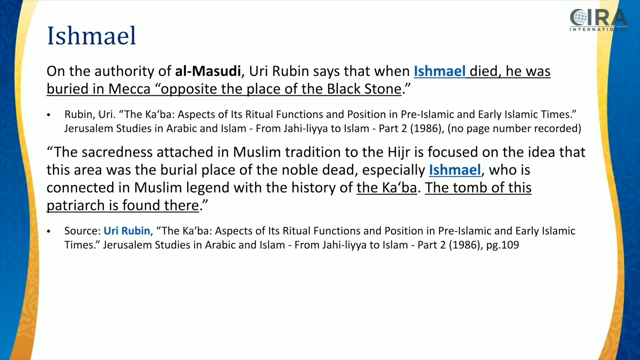 CIRA
INTERNATIONAL
Ishmael
On the authority of al-Masudi, Uri Rubin says that when Ishmael died, he was
buried in Mecca “opposite the place of the Black Stone.”
• Rubin, Uri. “The Ka‘ba: Aspects of Its Ritual Functions and Position in Pre-Islamic and Early Islamic Times.”
Jerusalem Studies in Arabic and Islam - From Jahi-liyya to Islam - Part 2 (1986), (no page number recorded)
“The sacredness attached in Muslim tradition to the Hijr is focused on the idea that
this area was the burial place of the noble dead, especially Ishmael, who is
connected in Muslim legend with the history of the Ka‘ba. The tomb of this
patriarch is found there.”
• Source: Uri Rubin, “The Ka‘ba: Aspects of Its Ritual Functions and Position in Pre-Islamic and Early Islamic
Times.” Jerusalem Studies in Arabic and Islam - From Jahi-liyya to Islam - Part 2 (1986), pg.109